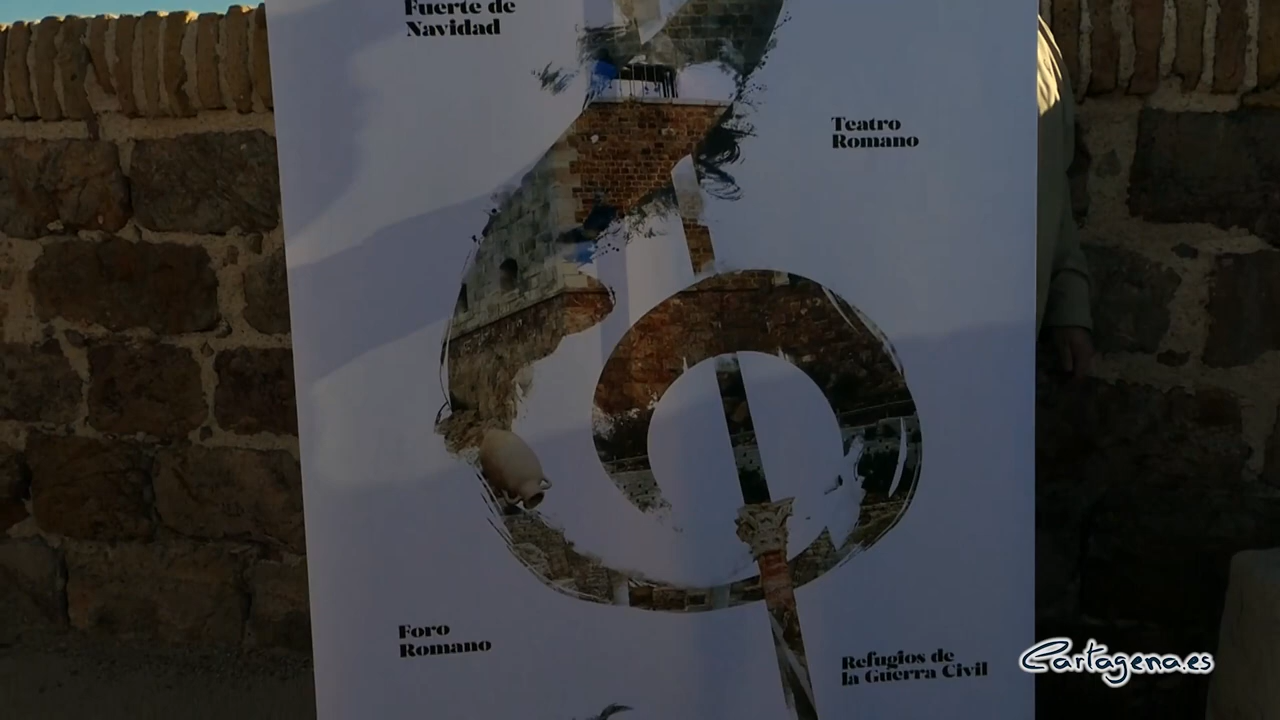 Fuerte de
Navidad
Teatro
Romano
Foro
Romano
Refugios de
la Guerra Civil
Cartagena.es